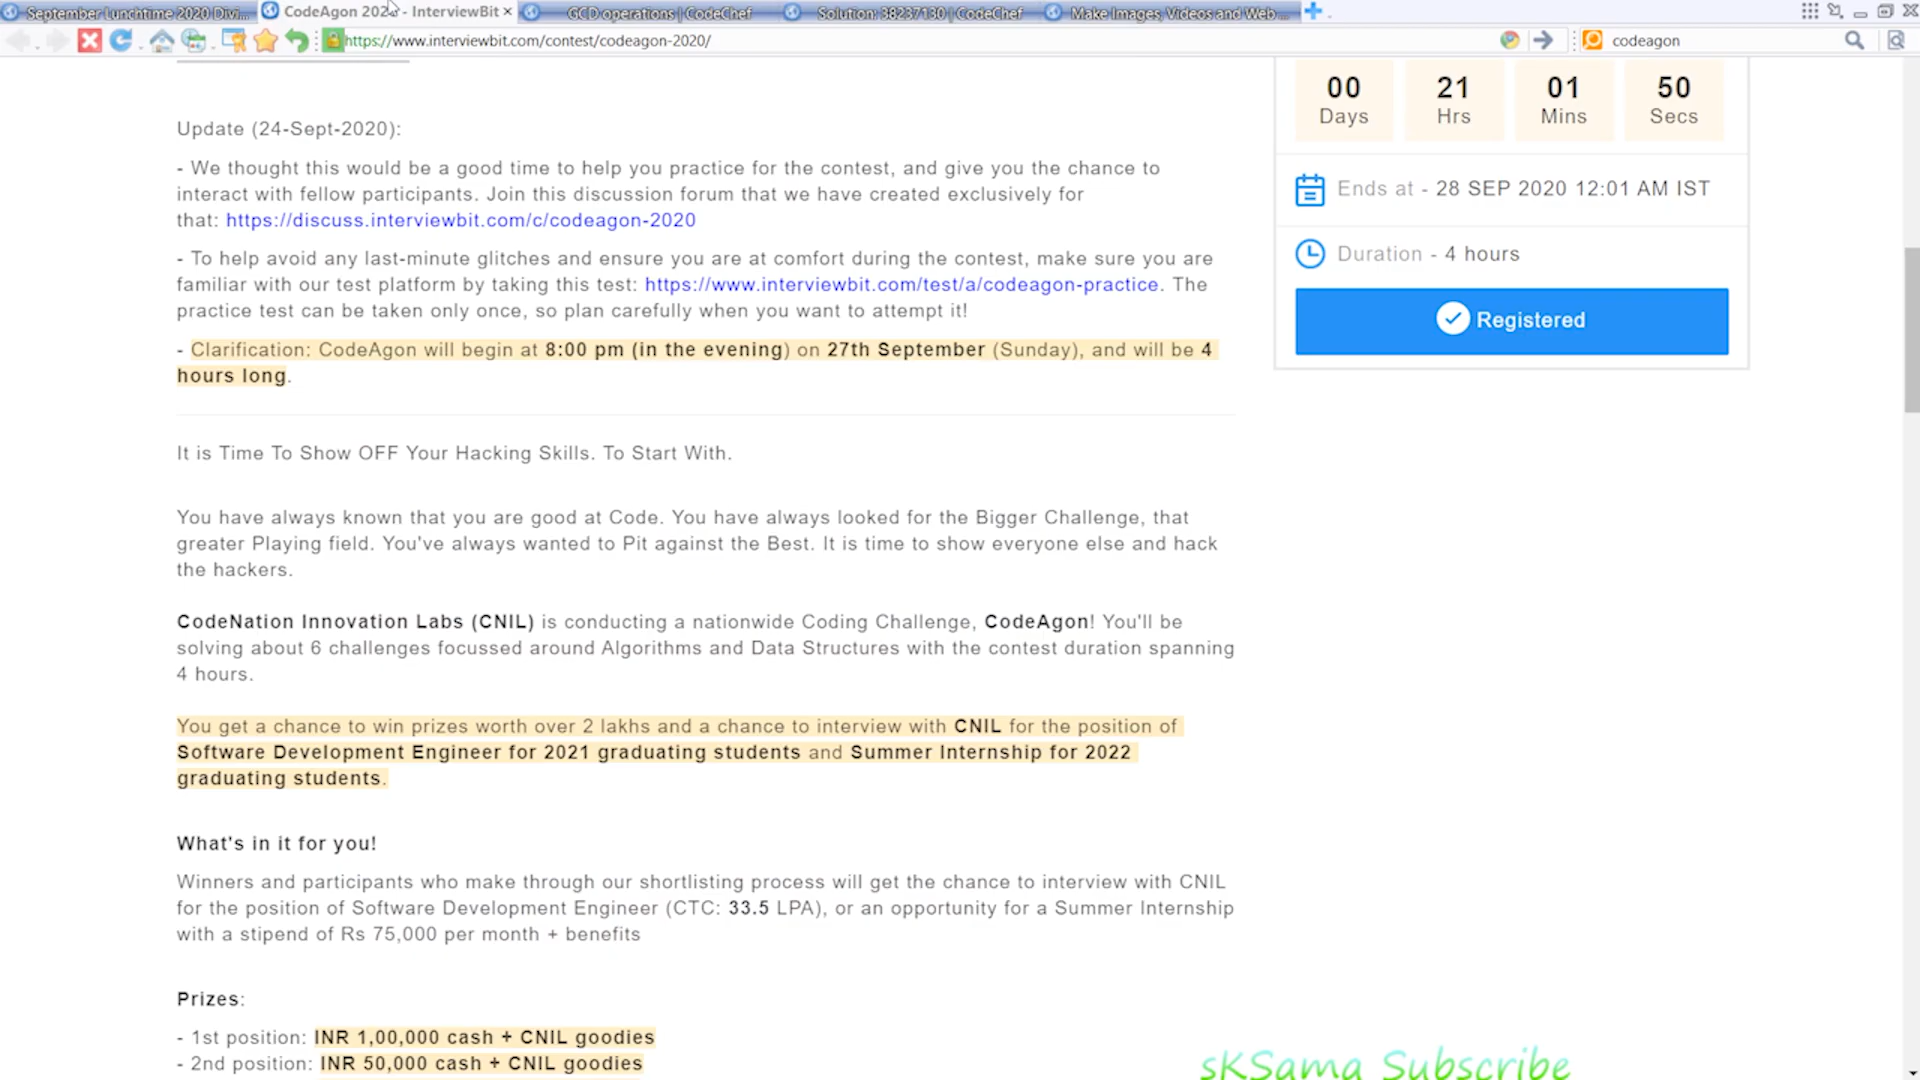 September Lunchtime 2020 Divi...
CodeAgon 202 - InterviewBit
GCD operations | CodeChef
Solution: 38237130 | CodeChef
Make Images, Videos and Web ...
https://www.interviewbit.com/contest/codeagon-2020/
codeagon
Update (24-Sept-2020):
- We thought this would be a good time to help you practice for the contest, and give you the chance to
interact with fellow participants. Join this discussion forum that we have created exclusively for
that: https://discuss.interviewbit.com/c/codeagon-2020
- To help avoid any last-minute glitches and ensure you are at comfort during the contest, make sure you are
familiar with our test platform by taking this test: https://www.interviewbit.com/test/a/codeagon-practice. The
practice test can be taken only once, so plan carefully when you want to attempt it!
- Clarification: CodeAgon will begin at 8:00 pm (in the evening) on 27th September (Sunday), and will be 4
hours long.
It is Time To Show OFF Your Hacking Skills. To Start With.
You have always known that you are good at Code. You have always looked for the Bigger Challenge, that
greater Playing field. You've always wanted to Pit against the Best. It is time to show everyone else and hack
the hackers.
CodeNation Innovation Labs (CNIL) is conducting a nationwide Coding Challenge, CodeAgon! You'll be
solving about 6 challenges focussed around Algorithms and Data Structures with the contest duration spanning
4 hours.
You get a chance to win prizes worth over 2 lakhs and a chance to interview with CNIL for the position of
Software Development Engineer for 2021 graduating students and Summer Internship for 2022
graduating students.
What's in it for you!
Winners and participants who make through our shortlisting process will get the chance to interview with CNIL
for the position of Software Development Engineer (CTC: 33.5 LPA), or an opportunity for a Summer Internship
with a stipend of Rs 75,000 per month + benefits
Prizes:
- 1st position: INR 1,00,000 cash + CNIL goodies
- 2nd position: INR 50,000 cash + CNIL goodies
00 21 01 50
Days Hrs Mins Secs
Ends at - 28 SEP 2020 12:01 AM IST
Duration - 4 hours
Registered
sKSama Subscribe